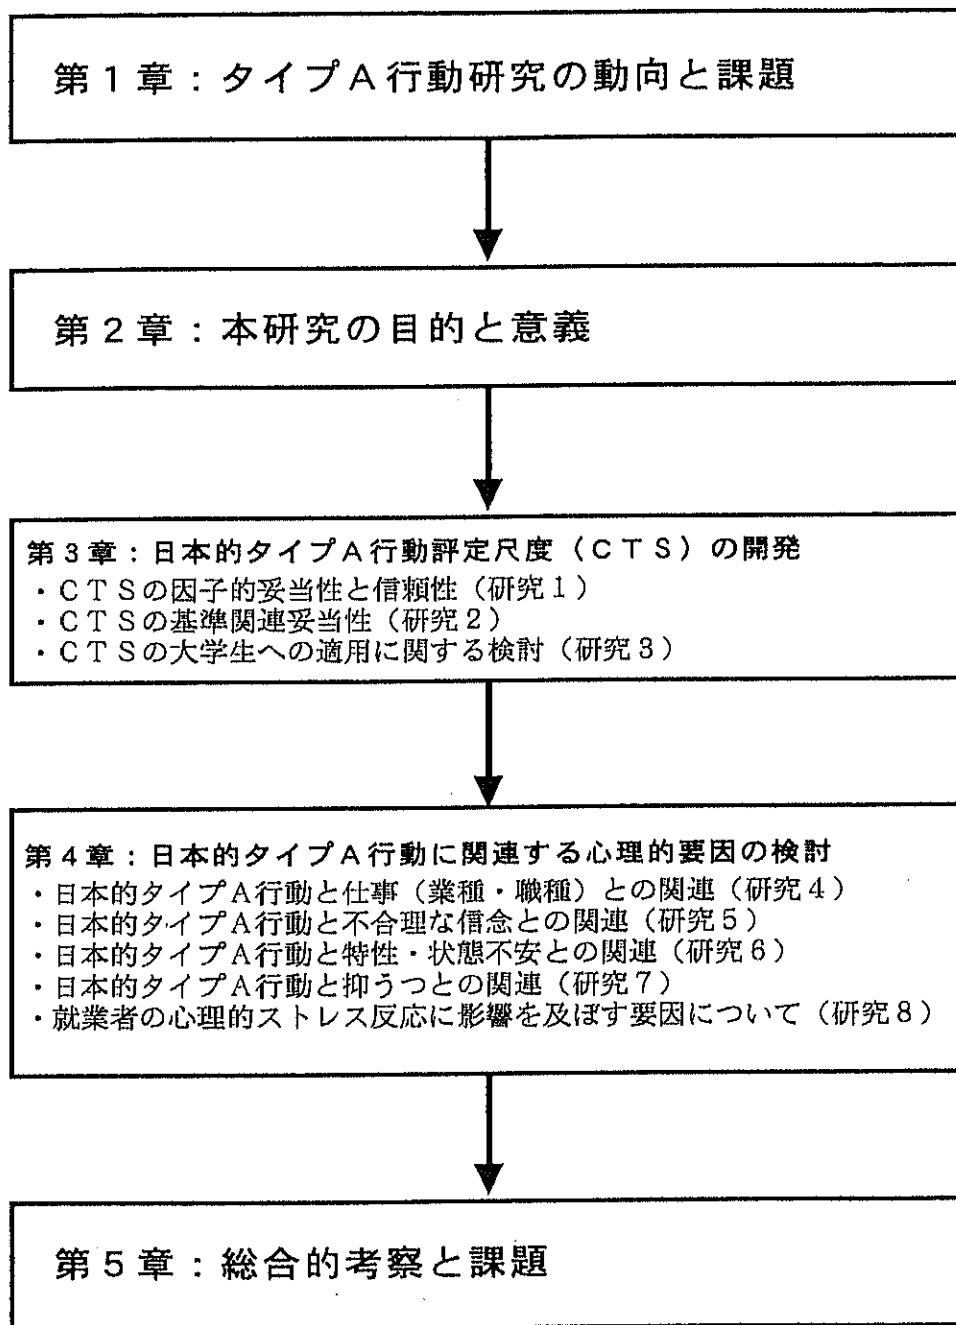 第1章：タイプA行動研究の動向と課題
第2章：本研究の目的と意義
第3章：日本的タイプA行動評定尺度（CTS）の開発
・CTSの因子的妥当性と信頼性（研究1）
・CTSの基準関連妥当性（研究2）
・CTSの大学生への適用に関する検討（研究3）
第4章：日本的タイプA行動に関連する心理的要因の検討
・日本的タイプA行動と仕事（業種・職種）との関連（研究4）
・日本的タイプA行動と不合理な信念との関連（研究5）
・日本的タイプA行動と特性・状態不安との関連（研究6）
・日本的タイプA行動と抑うつとの関連（研究7）
・就業者の心理的ストレス反応に影響を及ぼす要因について（研究8）
第5章：総合的考察と課題